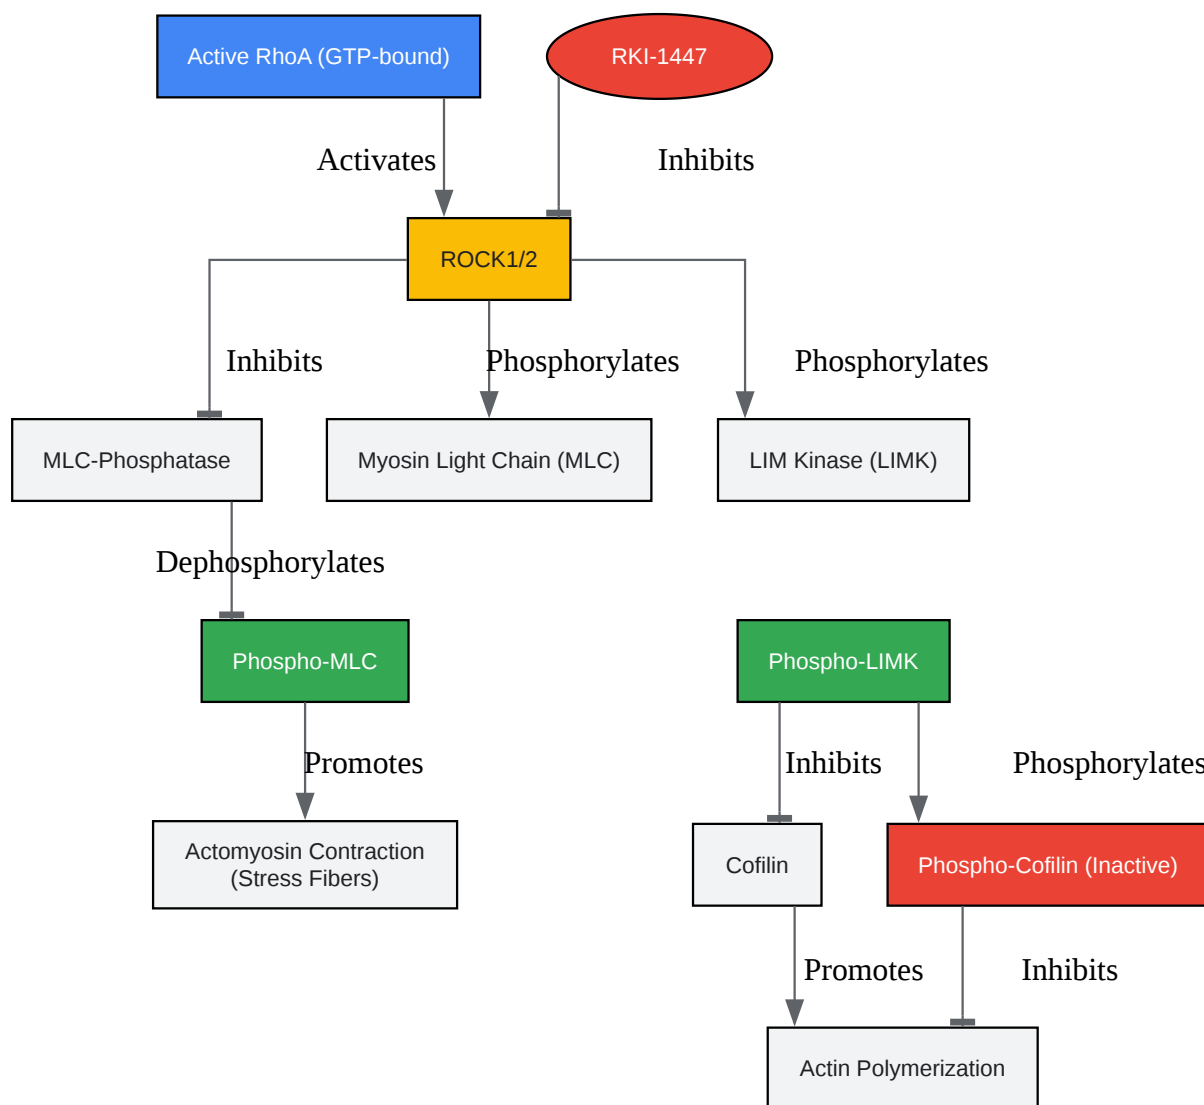 Active RhoA (GTP-bound)
RKI-1447
Activates
Inhibits
ROCK1/2
Inhibits
Phosphorylates
Phosphorylates
MLC-Phosphatase
Myosin Light Chain (MLC)
LIM Kinase (LIMK)
Dephosphorylates
Phospho-MLC
Phospho-LIMK
Promotes
Inhibits
Phosphorylates
Actomyosin Contraction
(Stress Fibers)
Cofilin
Phospho-Cofilin (Inactive)
Promotes
Inhibits
Actin Polymerization